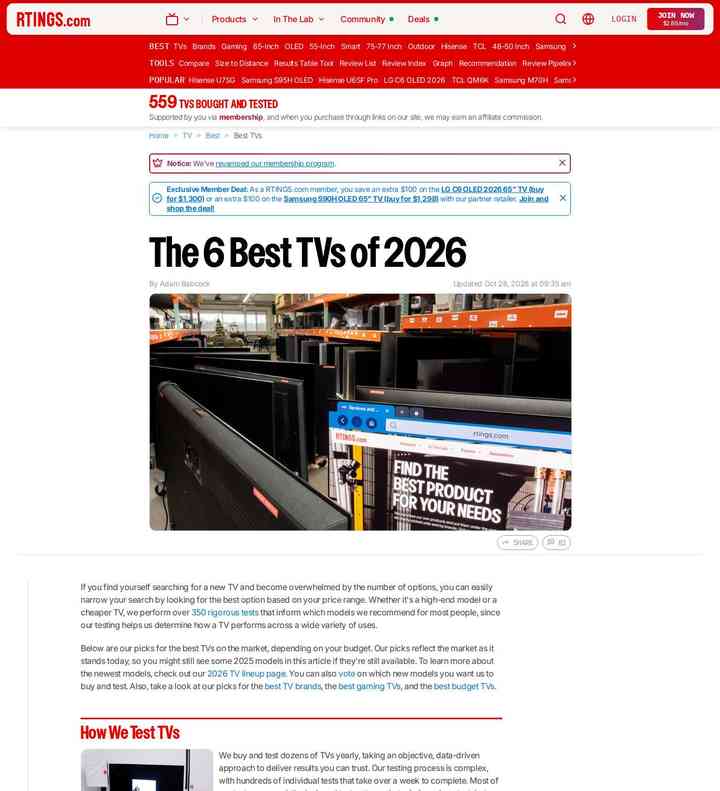 RTINGS.com
Products
In The Lab
Community
Deals
LOGIN
JOIN NOW
$2.85/mo
BEST TVs Brands Gaming 65-Inch OLED 55-Inch Smart 75-77 Inch Outdoor Hisense TCL 46-50 Inch Samsung
TOOLS Compare Size to Distance Results Table Tool Review List Review Index Graph Recommendation Review Pipeline
POPULAR Hisense U75G Samsung S95H OLED Hisense U65F Pro LG C6 OLED 2026 TCL QM6K Samsung M70H Sams
559 TVS BOUGHT AND TESTED
Supported by you via membership, and when you purchase through links on our site, we may earn an affiliate commission.
Home > TV > Best > Best TVs
Notice: We've revamped our membership program.
Exclusive Member Deal: As a RTINGS.com member, you save an extra $100 on the LG C6 OLED 2026 65" TV (buy
for $1,300) or an extra $100 on the Samsung S90H OLED 65" TV (buy for $1,298) with our partner retailer. Join and
shop the deal!
The 6 Best TVs of 2026
By Adam Babcock
Updated Oct 28, 2026 at 09:35 am
rtings.com
RTINGS.com
FIND THE
BEST PRODUCT
FOR YOUR NEEDS
SHARE
If you find yourself searching for a new TV and become overwhelmed by the number of options, you can easily
narrow your search by looking for the best option based on your price range. Whether it's a high-end model or a
cheaper TV, we perform over 350 rigorous tests that inform which models we recommend for most people, since
our testing helps us determine how a TV performs across a wide variety of uses.
Below are our picks for the best TVs on the market, depending on your budget. Our picks reflect the market as it
stands today, so you might still see some 2025 models in this article if they're still available. To learn more about
the newest models, check out our 2026 TV lineup page. You can also vote on which new models you want us to
buy and test. Also, take a look at our picks for the best TV brands, the best gaming TVs, and the best budget TVs.
How We Test TVs
We buy and test dozens of TVs yearly, taking an objective, data-driven
approach to deliver results you can trust. Our testing process is complex,
with hundreds of individual tests that take over a week to complete. Most of